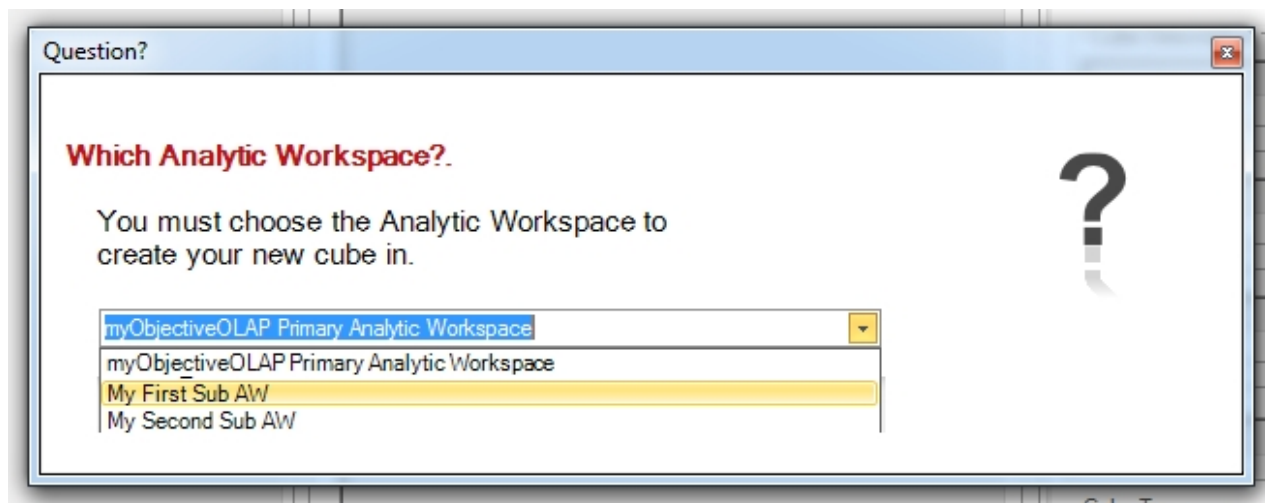 Question?
Which Analytic Workspace?.
?
You must choose the Analytic Workspace to
create your new cube in.
myObjectiveOLAP Primary Analytic Workspace
myObjectiveOLAP Primary Analytic Workspace
My First Sub AW
My Second Sub AW